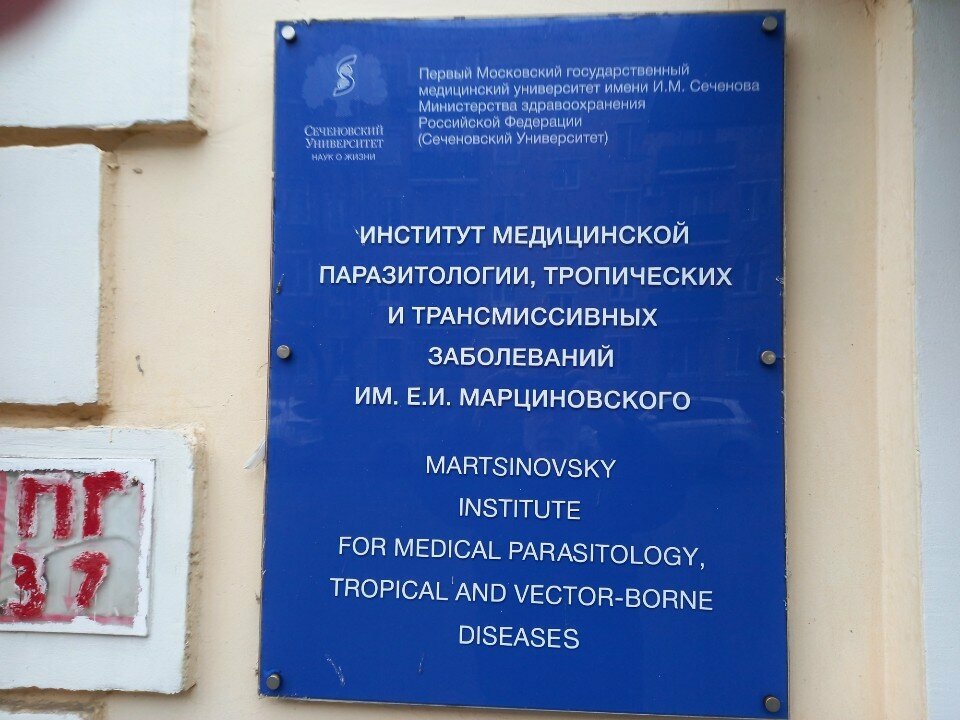 Сеченовский
Университет
НАУК О ЖИЗНИ
Первый Московский государственный
медицинский университет имени И.М. Сеченова
Министерства здравоохранения
Российской Федерации
(Сеченовский Университет)
ИНСТИТУТ МЕДИЦИНСКОЙ
ПАРАЗИТОЛОГИИ, ТРОПИЧЕСКИХ
И ТРАНСМИССИВНЫХ
ЗАБОЛЕВАНИЙ
ИМ. Е.И. МАРЦИНОВСКОГО
MARTSINOVSKY
INSTITUTE
FOR MEDICAL PARASITOLOGY,
TROPICAL AND VECTOR-BORNE
DISEASES
ПГ
31